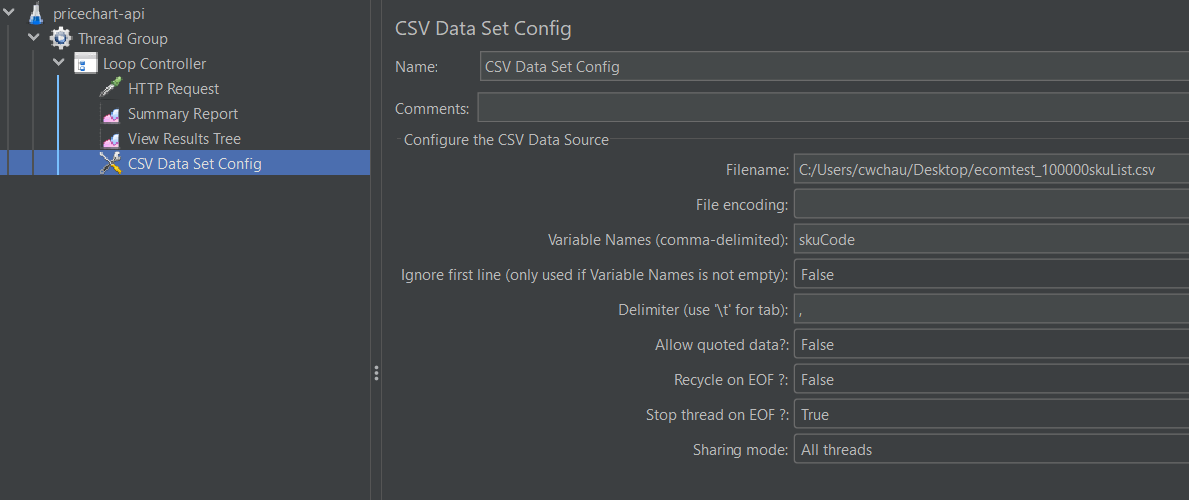 pricechart-api
Thread Group
Loop Controller
HTTP Request
Summary Report
View Results Tree
CSV Data Set Config
CSV Data Set Config
Name: CSV Data Set Config
Comments:
Configure the CSV Data Source
Filename: C:/Users/cwchau/Desktop/ecomtest_100000skuList.csv
File encoding:
Variable Names (comma-delimited): skuCode
Ignore first line (only used if Variable Names is not empty): False
Delimiter (use '\t' for tab): ,
Allow quoted data?: False
Recycle on EOF ?: False
Stop thread on EOF ?: True
Sharing mode: All threads